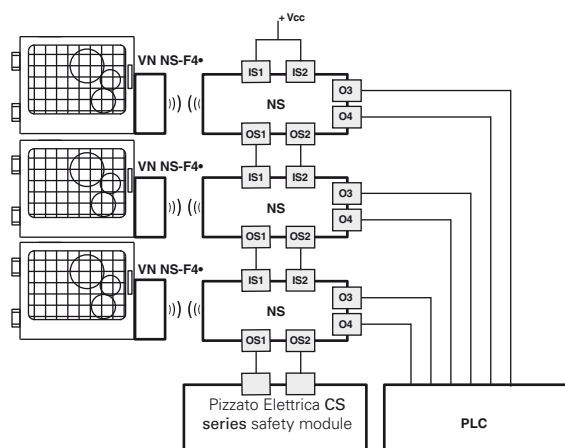 + Vcc
VN NS-F4•
IS1 IS2
O3
NS
O4
OS1 OS2
VN NS-F4•
IS1 IS2
O3
NS
O4
OS1 OS2
VN NS-F4•
IS1 IS2
O3
NS
O4
OS1 OS2
Pizzato Elettrica CS
series safety module
PLC